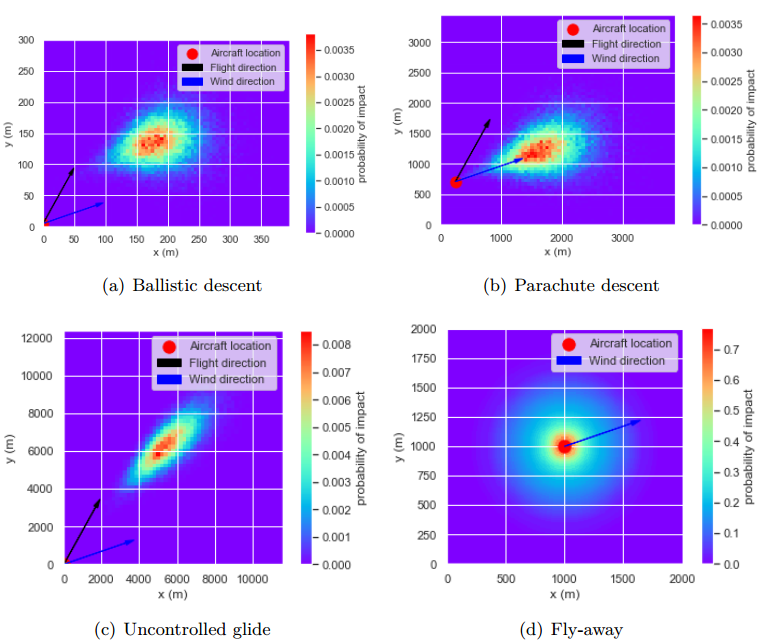 300
250
200
150
100
50
0
y (m)
0 50 100 150 200 250 300 350
x (m)
Aircraft location
Flight direction
Wind direction
0.0035
0.0030
0.0025
0.0020
0.0015
0.0010
0.0005
0.0000
probability of impact
(a) Ballistic descent
3000
2500
2000
1500
1000
500
0
y (m)
0 1000 2000 3000
x (m)
Aircraft location
Flight direction
Wind direction
0.0035
0.0030
0.0025
0.0020
0.0015
0.0010
0.0005
0.0000
probability of impact
(b) Parachute descent
12000
10000
8000
6000
4000
2000
0
y (m)
0 2000 4000 6000 8000 10000
x (m)
Aircraft location
Flight direction
Wind direction
0.008
0.007
0.006
0.005
0.004
0.003
0.002
0.001
0.000
probability of impact
(c) Uncontrolled glide
2000
1750
1500
1250
1000
750
500
250
0
y (m)
0 500 1000 1500 2000
x (m)
Aircraft location
Wind direction
0.7
0.6
0.5
0.4
0.3
0.2
0.1
0.0
probability of impact
(d) Fly-away